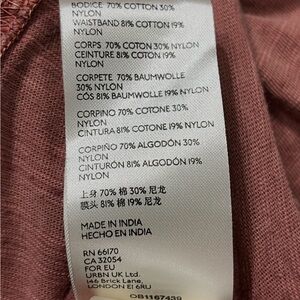 BODICE 70% COTTON 30%
NYLON
WAISTBAND 81% COTTON 19%
NYLON
CORPS 70% COTON 30% NYLON
CEINTURE 81% COTON 19%
NYLON
CORPETE 70% BAUMWOLLE
30% NYLON
CÓS 81% BAUMWOLLE 19% NYLON
CORPINO 70% COTONE 30%
NYLON
CINTURA 81% COTONE 19% NYLON
CORPIÑO 70% ALGODÓN 30%
NYLON
CINTURÓN 81% ALGODÓN 19%
NYLON
上身 70% 棉 30% 尼龙
腰头 81% 棉 19% 尼龙
MADE IN INDIA
HECHO EN INDIA
RN 66170
CA 32054
FOR EU
URBN UK Ltd.
146 Brick Lane,
LONDON E1 6RU
OB1167439